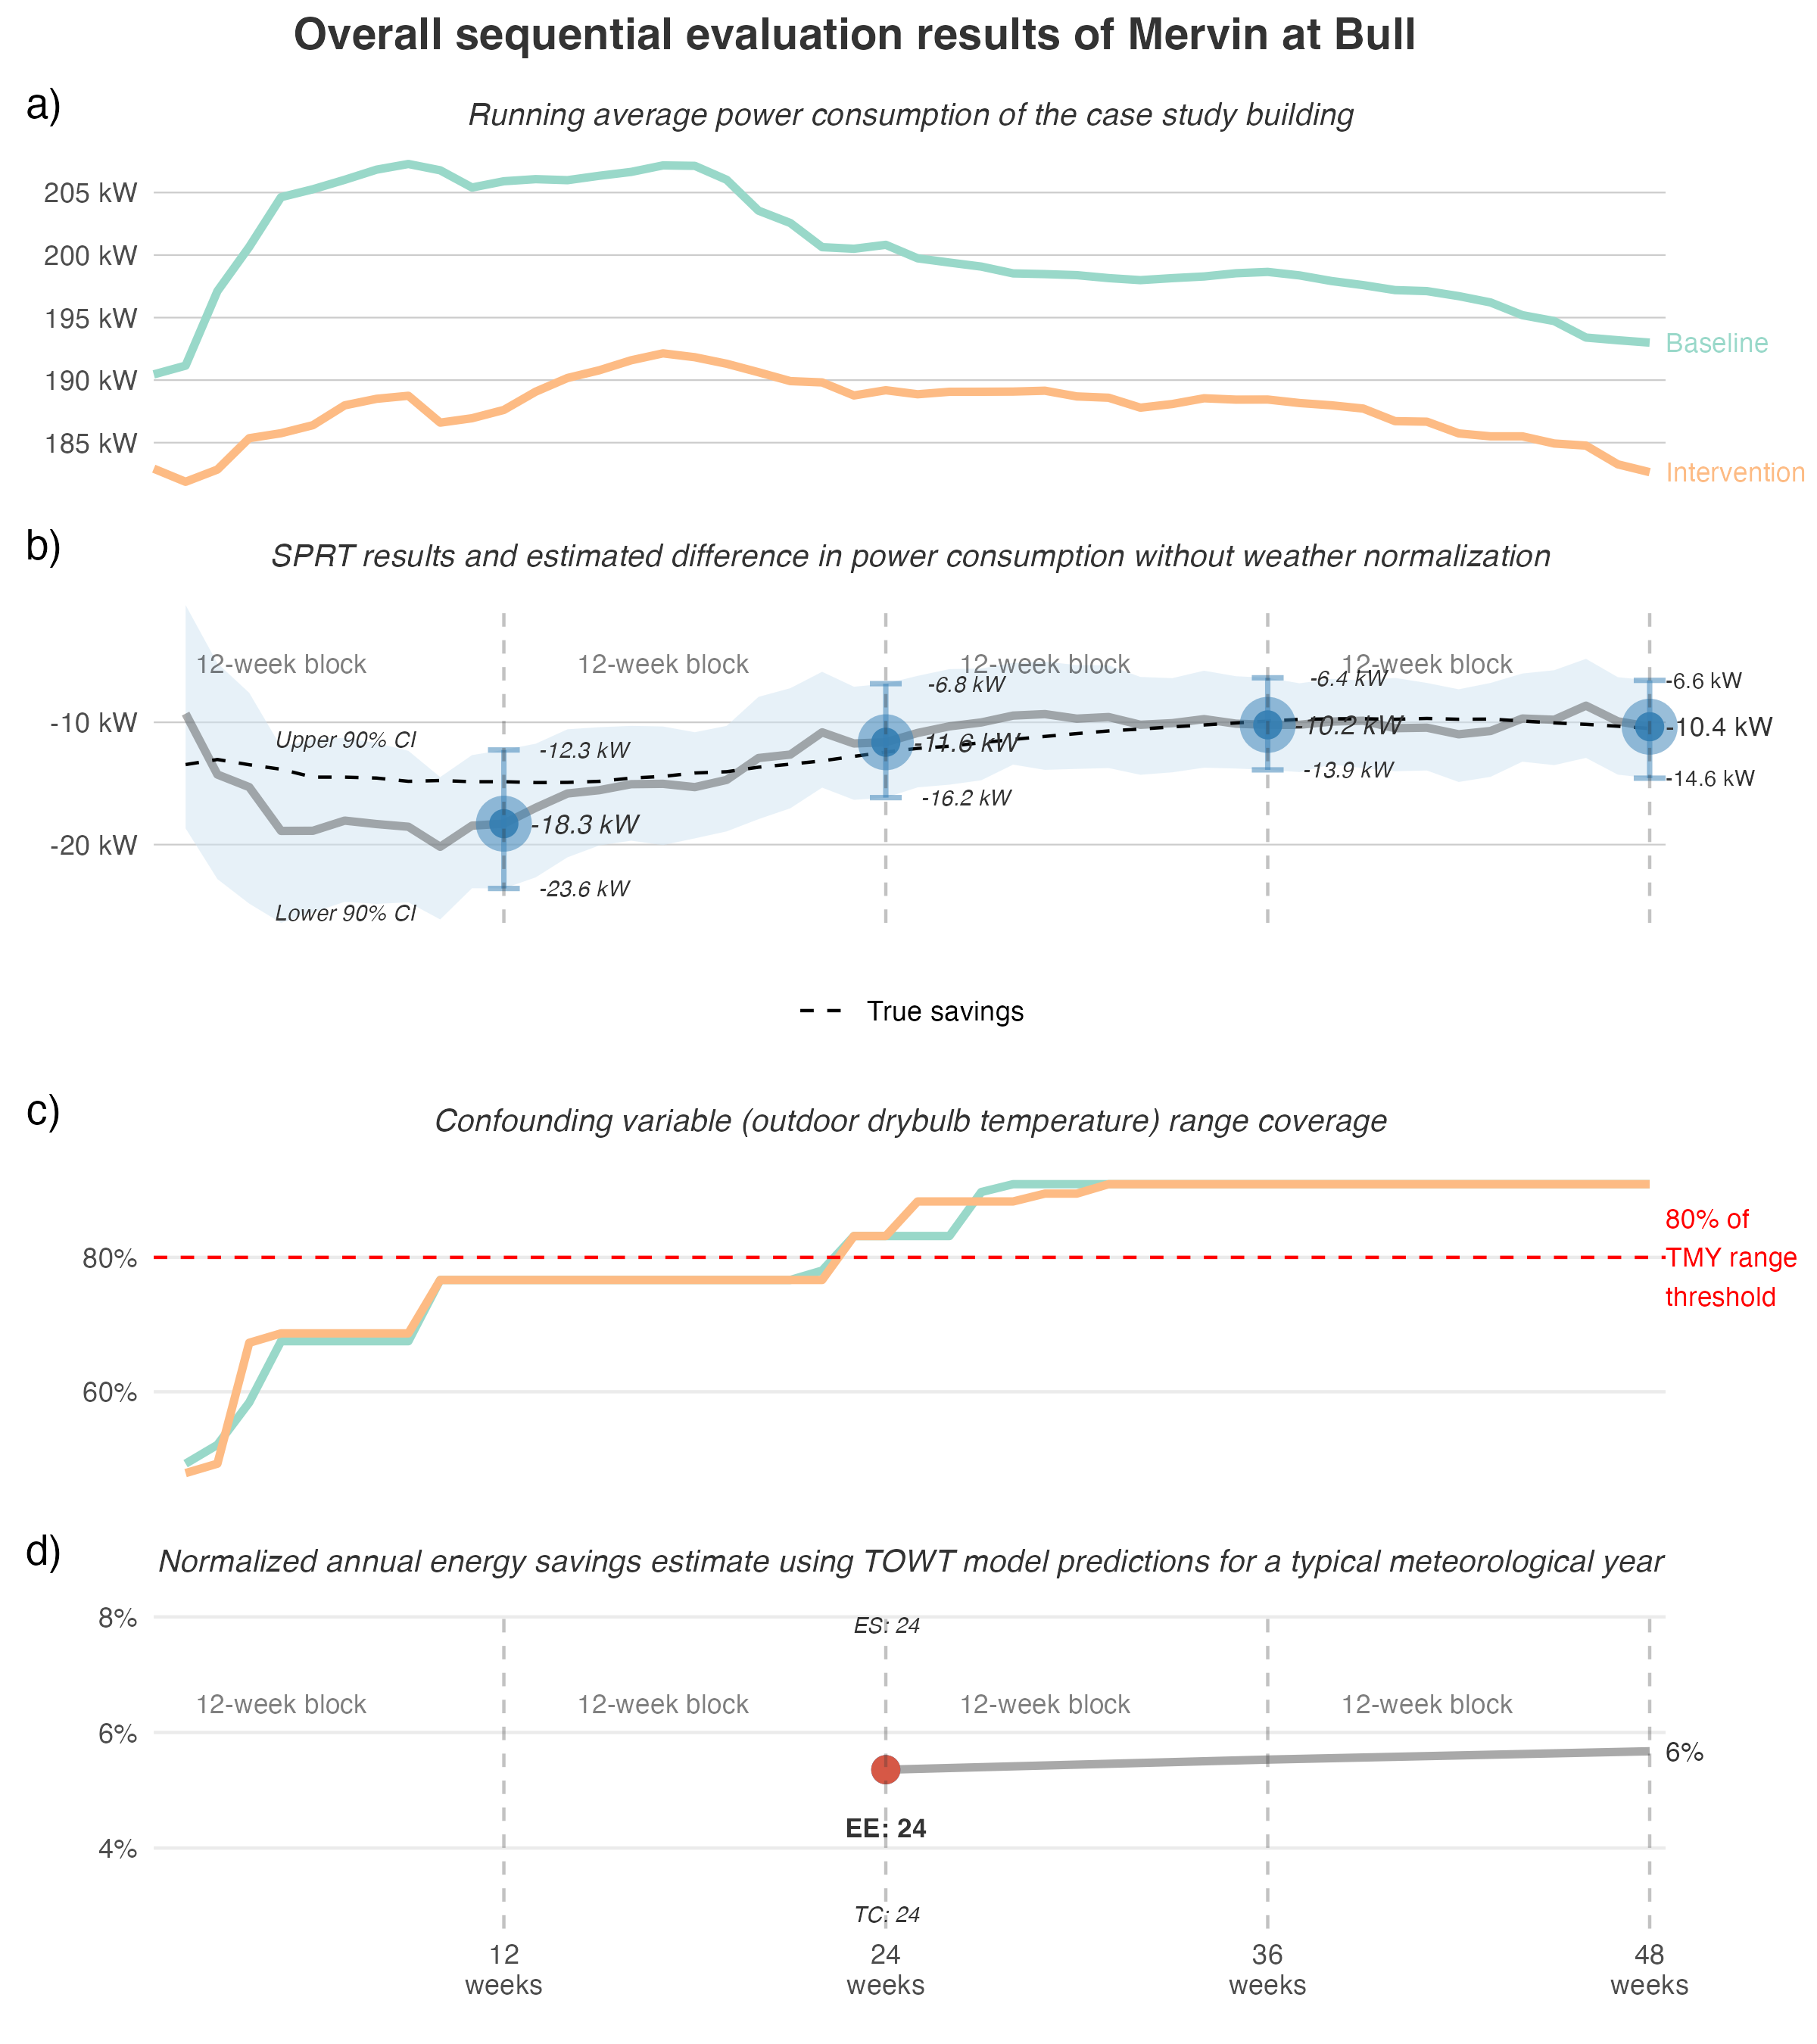 Overall sequential evaluation results of Mervin at Bull
a)
Running average power consumption of the case study building
205 kW
200 kW
195 kW
190 kW
185 kW
Baseline
Intervention
b)
SPRT results and estimated difference in power consumption without weather normalization
12-week block
12-week block
12-week block
12-week block
-10 kW
-20 kW
Upper 90% CI
Lower 90% CI
-12.3 kW
-18.3 kW
-23.6 kW
-6.8 kW
-11.6 kW
-16.2 kW
-6.4 kW
-10.2 kW
-13.9 kW
-6.6 kW
-10.4 kW
-14.6 kW
True savings
c)
Confounding variable (outdoor drybulb temperature) range coverage
80%
60%
80% of
TMY range
threshold
d)
Normalized annual energy savings estimate using TOWT model predictions for a typical meteorological year
8%
6%
4%
ES: 24
12-week block
12-week block
12-week block
12-week block
6%
EE: 24
TC: 24
12
weeks
24
weeks
36
weeks
48
weeks